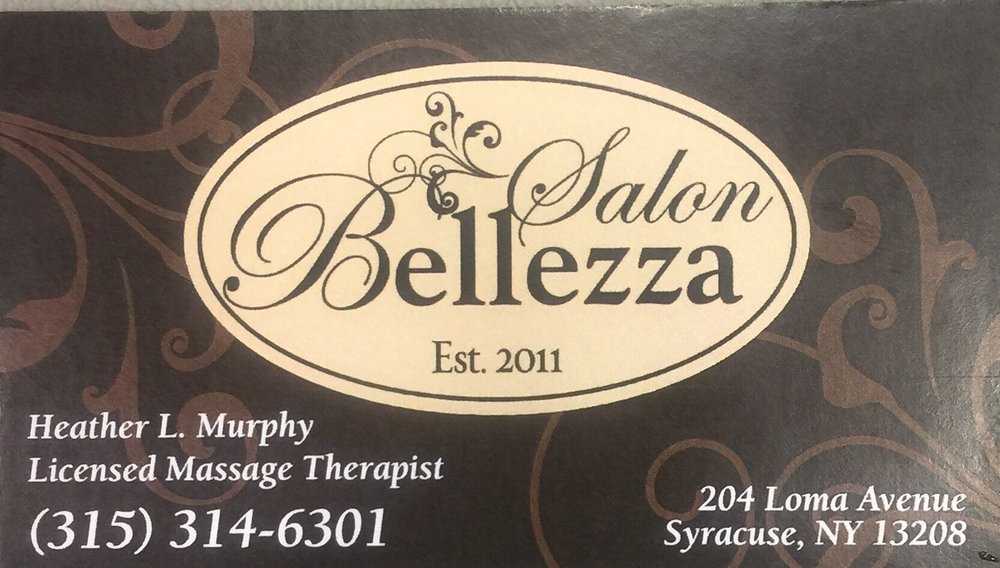 Salon
Bellezza
Est. 2011
Heather L. Murphy
Licensed Massage Therapist
(315) 314-6301
204 Loma Avenue
Syracuse, NY 13208